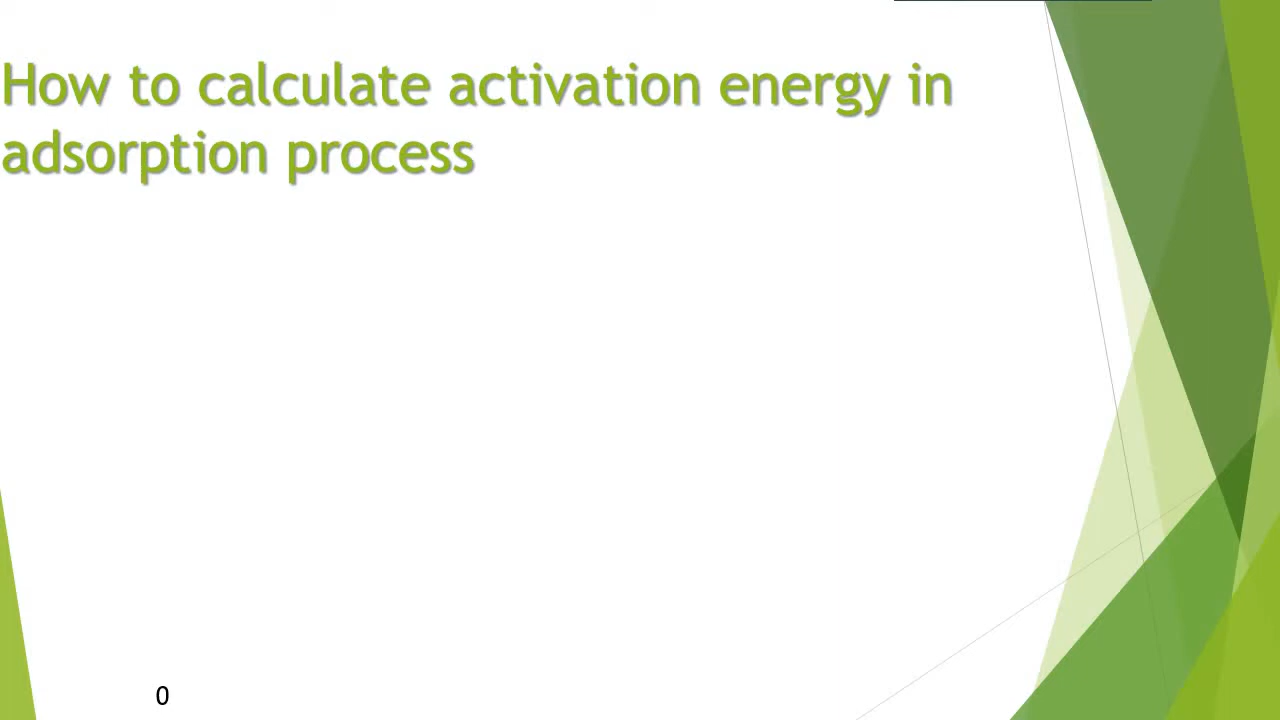 How to calculate activation energy in
adsorption process
0